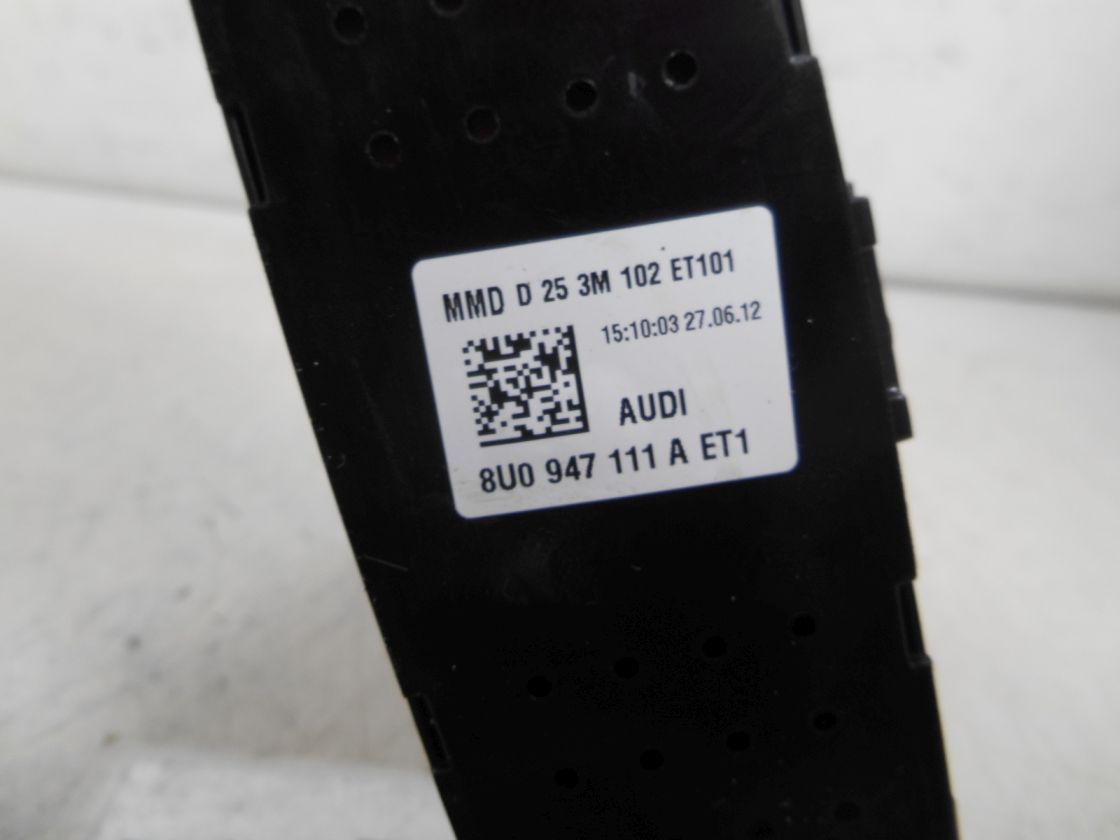 MMD D 25 3M 102 ET101
15:10:03 27.06.12
AUDI
8U0 947 111 A ET1